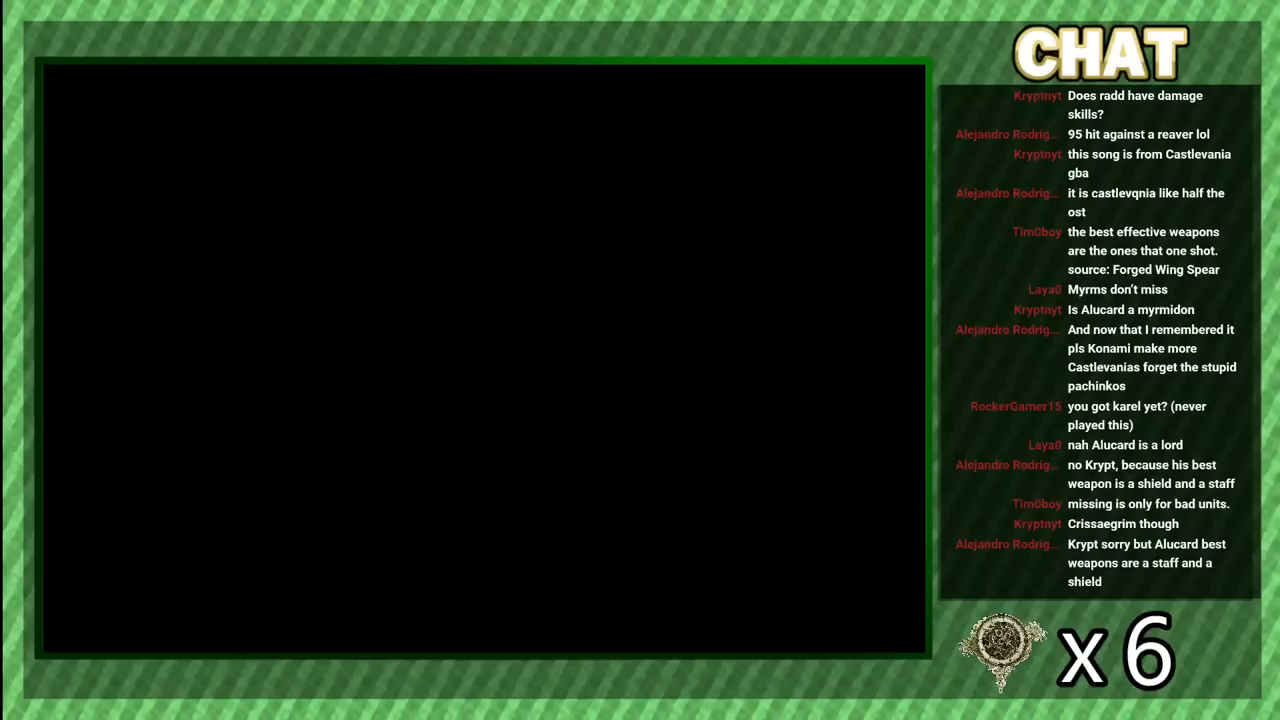 CHAT
Kryptnyt Does radd have damage
skills?
Alejandro Rodrig... 95 hit against a reaver lol
Kryptnyt this song is from Castlevania
gba
Alejandro Rodrig... it is castlevqnia like half the
ost
Tim0boy the best effective weapons
are the ones that one shot.
source: Forged Wing Spear
Laya0 Myrms don’t miss
Kryptnyt Is Alucard a myrmidon
Alejandro Rodrig... And now that I remembered it
pls Konami make more
Castlevanias forget the stupid
pachinkos
RockerGamer15 you got karel yet? (never
played this)
Laya0 nah Alucard is a lord
Alejandro Rodrig... no Krypt, because his best
weapon is a shield and a staff
Tim0boy missing is only for bad units.
Kryptnyt Crissaegrim though
Alejandro Rodrig... Krypt sorry but Alucard best
weapons are a staff and a
shield
x 6